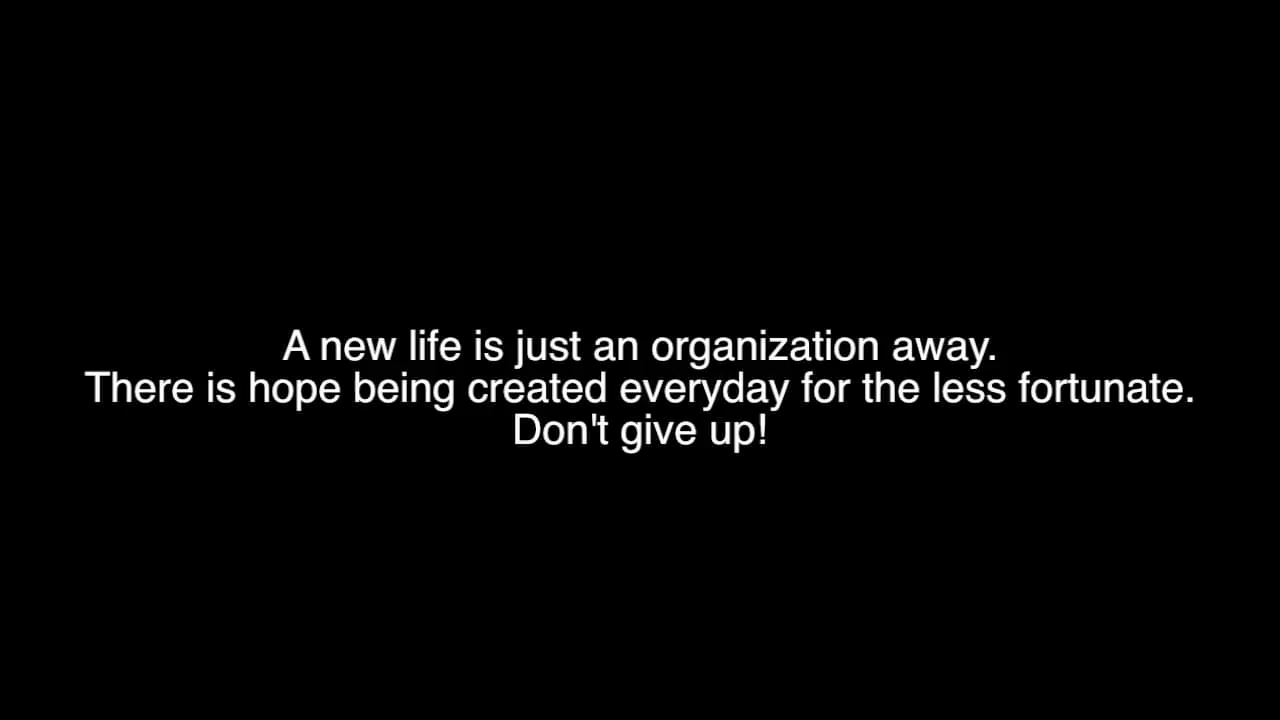 A new life is just an organization away.
There is hope being created everyday for the less fortunate.
Don't give up!